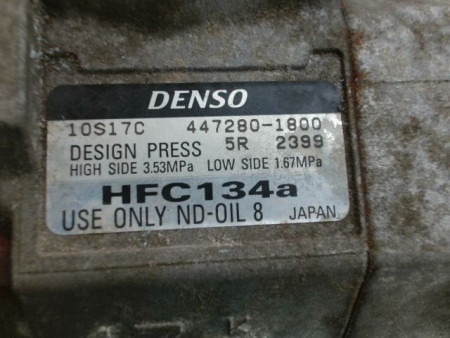 DENSO
10S17C 447280-1800
DESIGN PRESS 5R 2399
HIGH SIDE 3.53MPa LOW SIDE 1.67MPa
HFC134a
USE ONLY ND-OIL 8 JAPAN